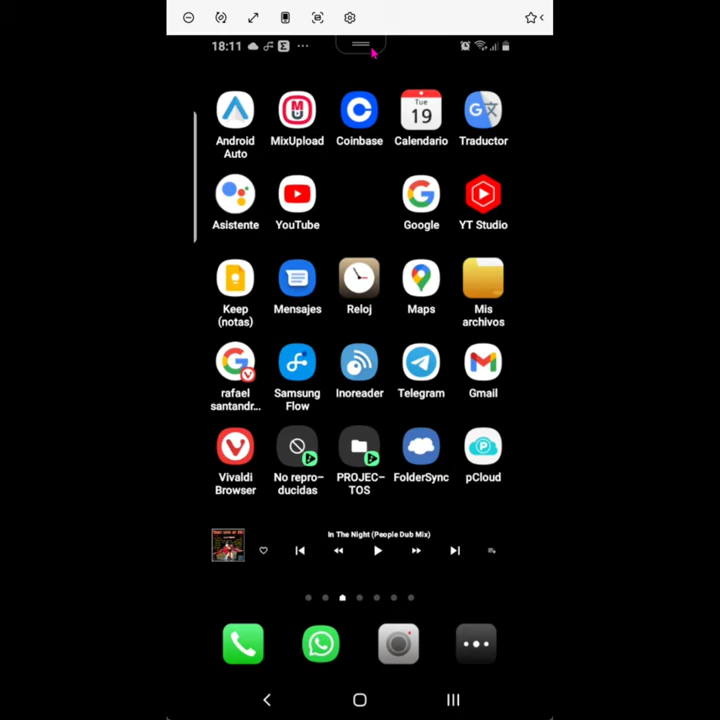 18:11
Android
Auto
MixUpload
Coinbase
Tue
19
Calendario
Traductor
Asistente
YouTube
Google
YT Studio
Keep
(notas)
Mensajes
Reloj
Maps
Mis
archivos
rafael
santandr...
Samsung
Flow
Inoreader
Telegram
Gmail
Vivaldi
Browser
No repro-
ducidas
PROJEC-
TOS
FolderSync
pCloud
In The Night (People Dub Mix)